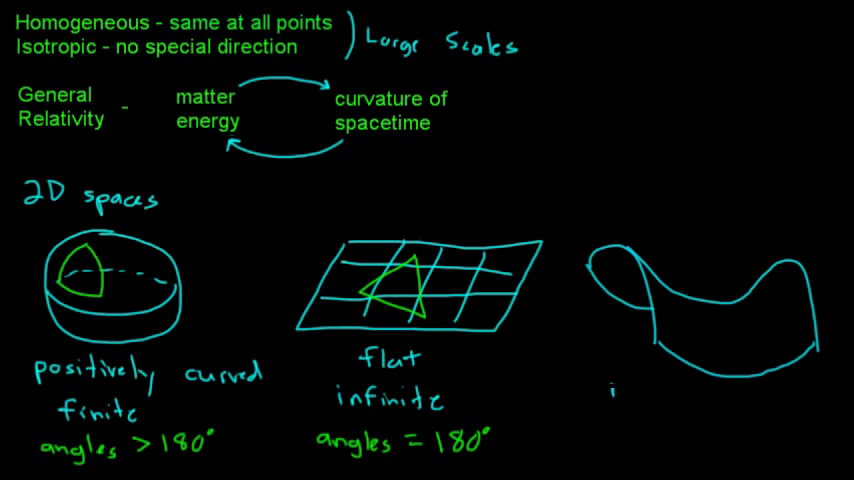 Homogeneous - same at all points
Isotropic - no special direction
Large Scales
General
Relativity -
matter
energy
curvature of
spacetime
2D spaces
positively curved
finite
angles > 180°
flat
infinite
angles = 180°